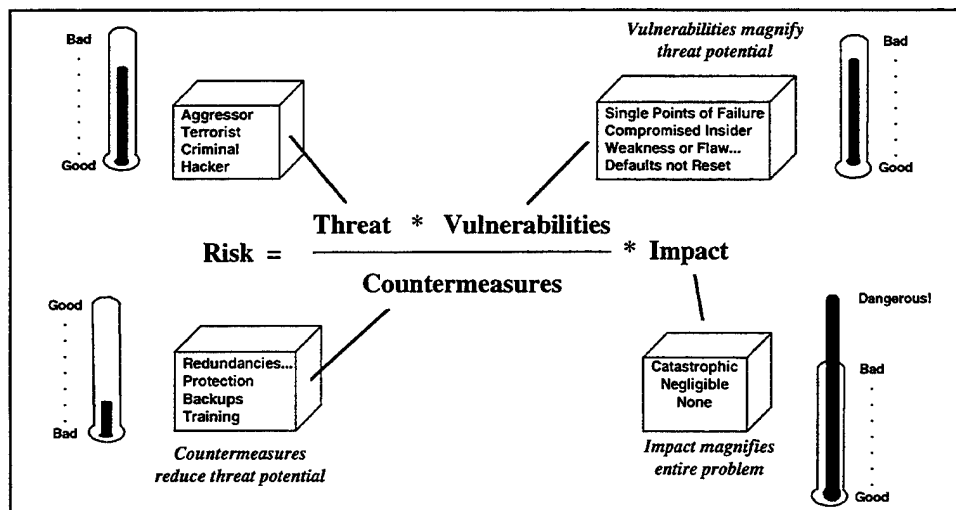 Bad
Good
Aggressor
Terrorist
Criminal
Hacker
Vulnerabilities magnify
threat potential
Single Points of Failure
Compromised Insider
Weakness or Flaw...
Defaults not Reset
Bad
Good
Threat * Vulnerabilities
Risk = * Impact
Countermeasures
Good
Bad
Redundancies...
Protection
Backups
Training
Countermeasures
reduce threat potential
Catastrophic
Negligible
None
Impact magnifies
entire problem
Dangerous!
Bad
Good